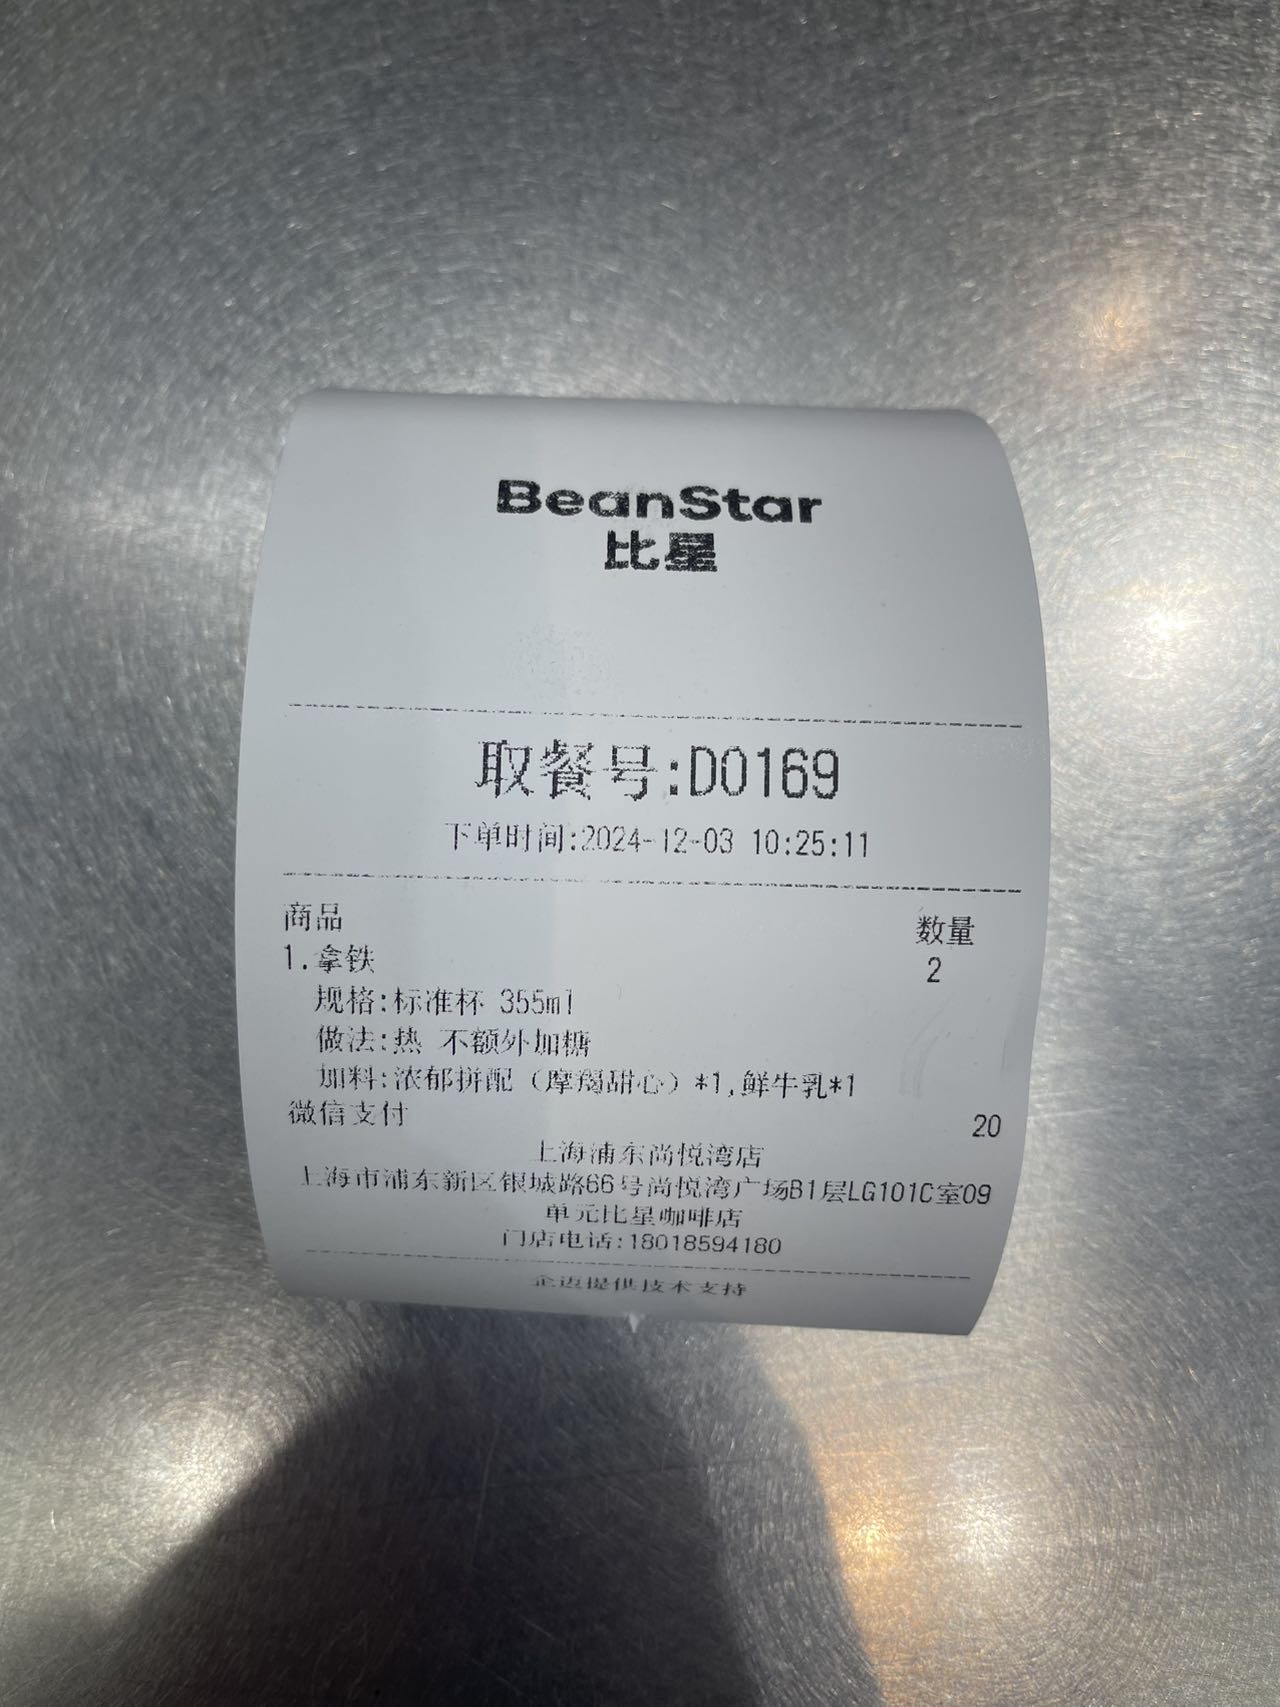 BeanStar
比星
取餐号:D0169
下单时间:2024-12-03 10:25:11
商品 数量
1.拿铁 2
规格:标准杯 355ml
做法:热 不额外加糖
加料:浓郁拼配（摩羯甜心）*1,鲜牛乳*1
微信支付 20
上海浦东尚悦湾店
上海市浦东新区银城路66号尚悦湾广场B1层LG101C室09
单元比星咖啡店
门店电话:18018594180
企迈提供技术支持